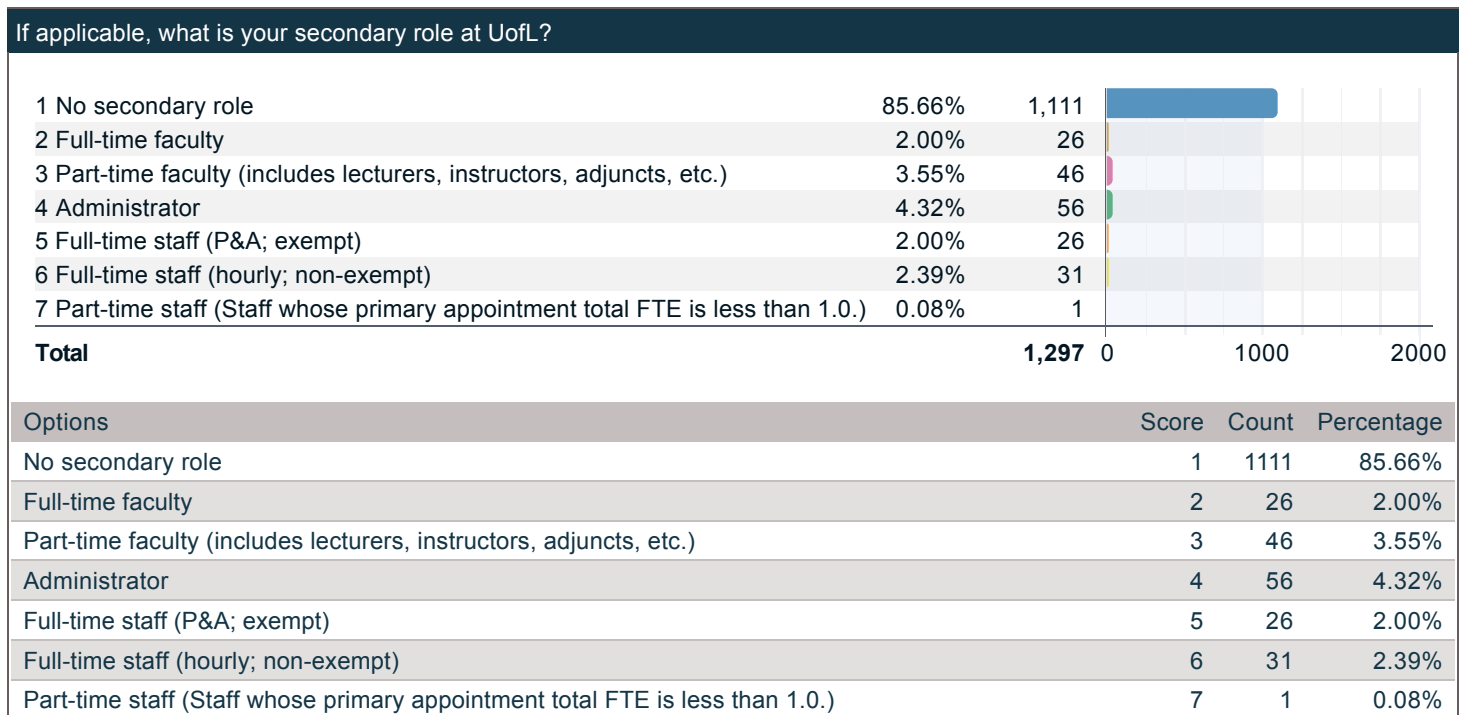 If applicable, what is your secondary role at UofL?
1 No secondary role 85.66% 1,111
2 Full-time faculty 2.00% 26
3 Part-time faculty (includes lecturers, instructors, adjuncts, etc.) 3.55% 46
4 Administrator 4.32% 56
5 Full-time staff (P&A; exempt) 2.00% 26
6 Full-time staff (hourly; non-exempt) 2.39% 31
7 Part-time staff (Staff whose primary appointment total FTE is less than 1.0.) 0.08% 1
Total 1,297 0 1000 2000
Options Score Count Percentage
No secondary role 1 1111 85.66%
Full-time faculty 2 26 2.00%
Part-time faculty (includes lecturers, instructors, adjuncts, etc.) 3 46 3.55%
Administrator 4 56 4.32%
Full-time staff (P&A; exempt) 5 26 2.00%
Full-time staff (hourly; non-exempt) 6 31 2.39%
Part-time staff (Staff whose primary appointment total FTE is less than 1.0.) 7 1 0.08%